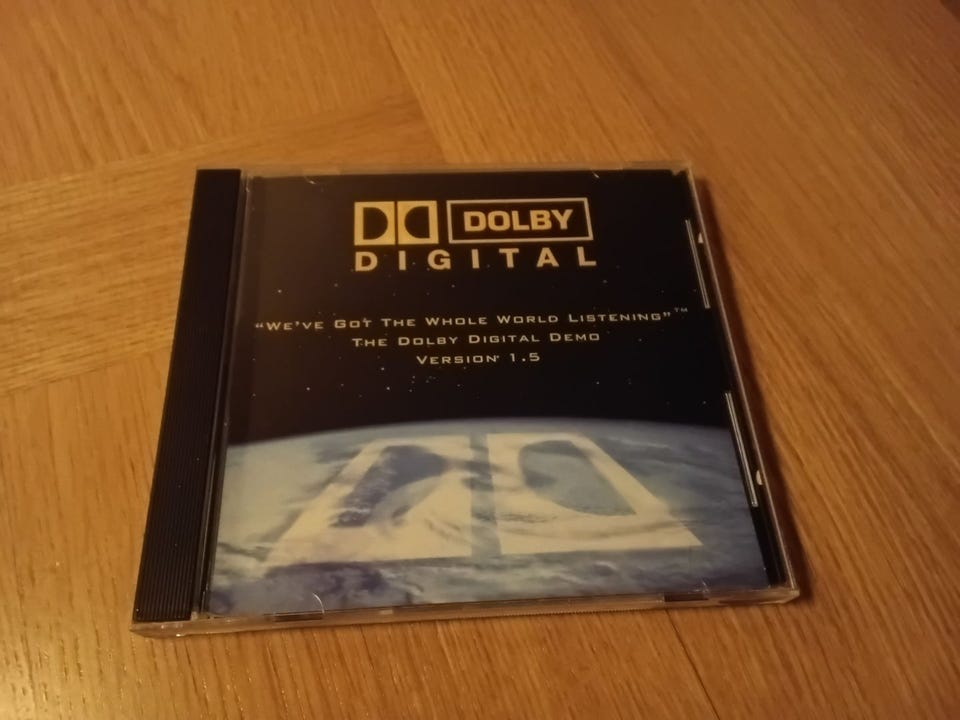 DOLBY
DIGITAL
"WE'VE GOT THE WHOLE WORLD LISTENING"™
THE DOLBY DIGITAL DEMO
VERSION 1.5